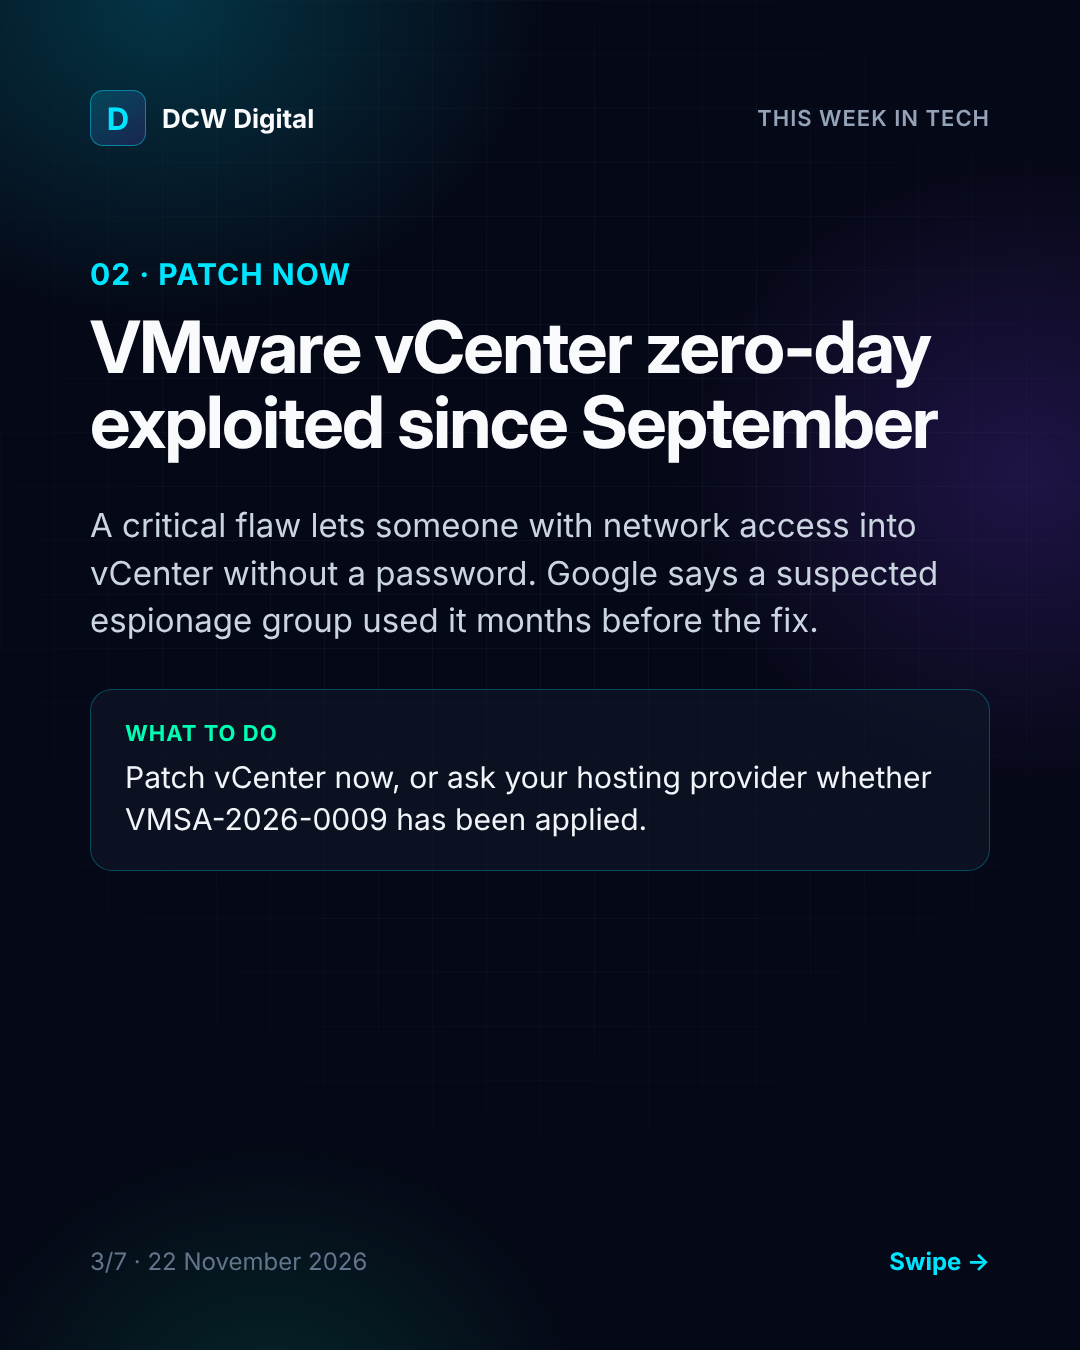 D
DCW Digital
THIS WEEK IN TECH
02 · PATCH NOW
VMware vCenter zero-day
exploited since September
A critical flaw lets someone with network access into
vCenter without a password. Google says a suspected
espionage group used it months before the fix.
WHAT TO DO
Patch vCenter now, or ask your hosting provider whether
VMSA-2026-0009 has been applied.
3/7 · 22 November 2026
Swipe →